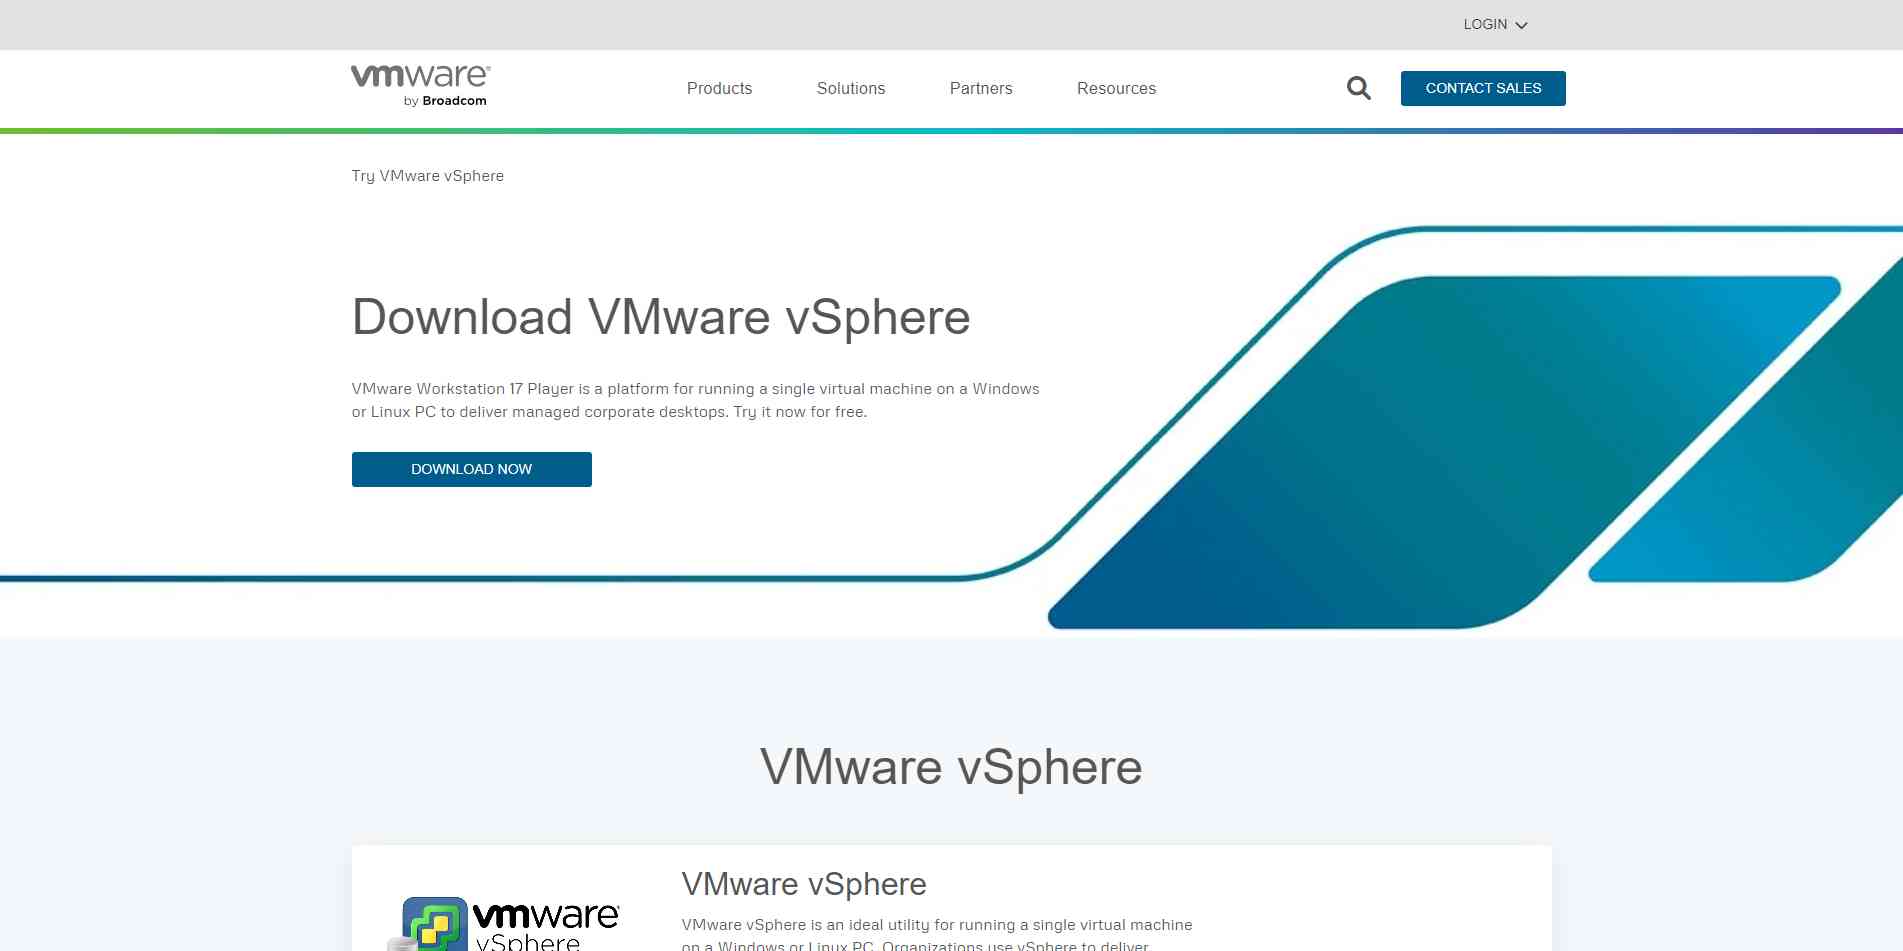 LOGIN
vmware®
by Broadcom
Products
Solutions
Partners
Resources
CONTACT SALES
Try VMware vSphere
Download VMware vSphere
VMware Workstation 17 Player is a platform for running a single virtual machine on a Windows
or Linux PC to deliver managed corporate desktops. Try it now for free.
DOWNLOAD NOW
VMware vSphere
vmware®
vSphere
VMware vSphere
VMware vSphere is an ideal utility for running a single virtual machine
on a Windows or Linux PC. Organizations use vSphere to deliver